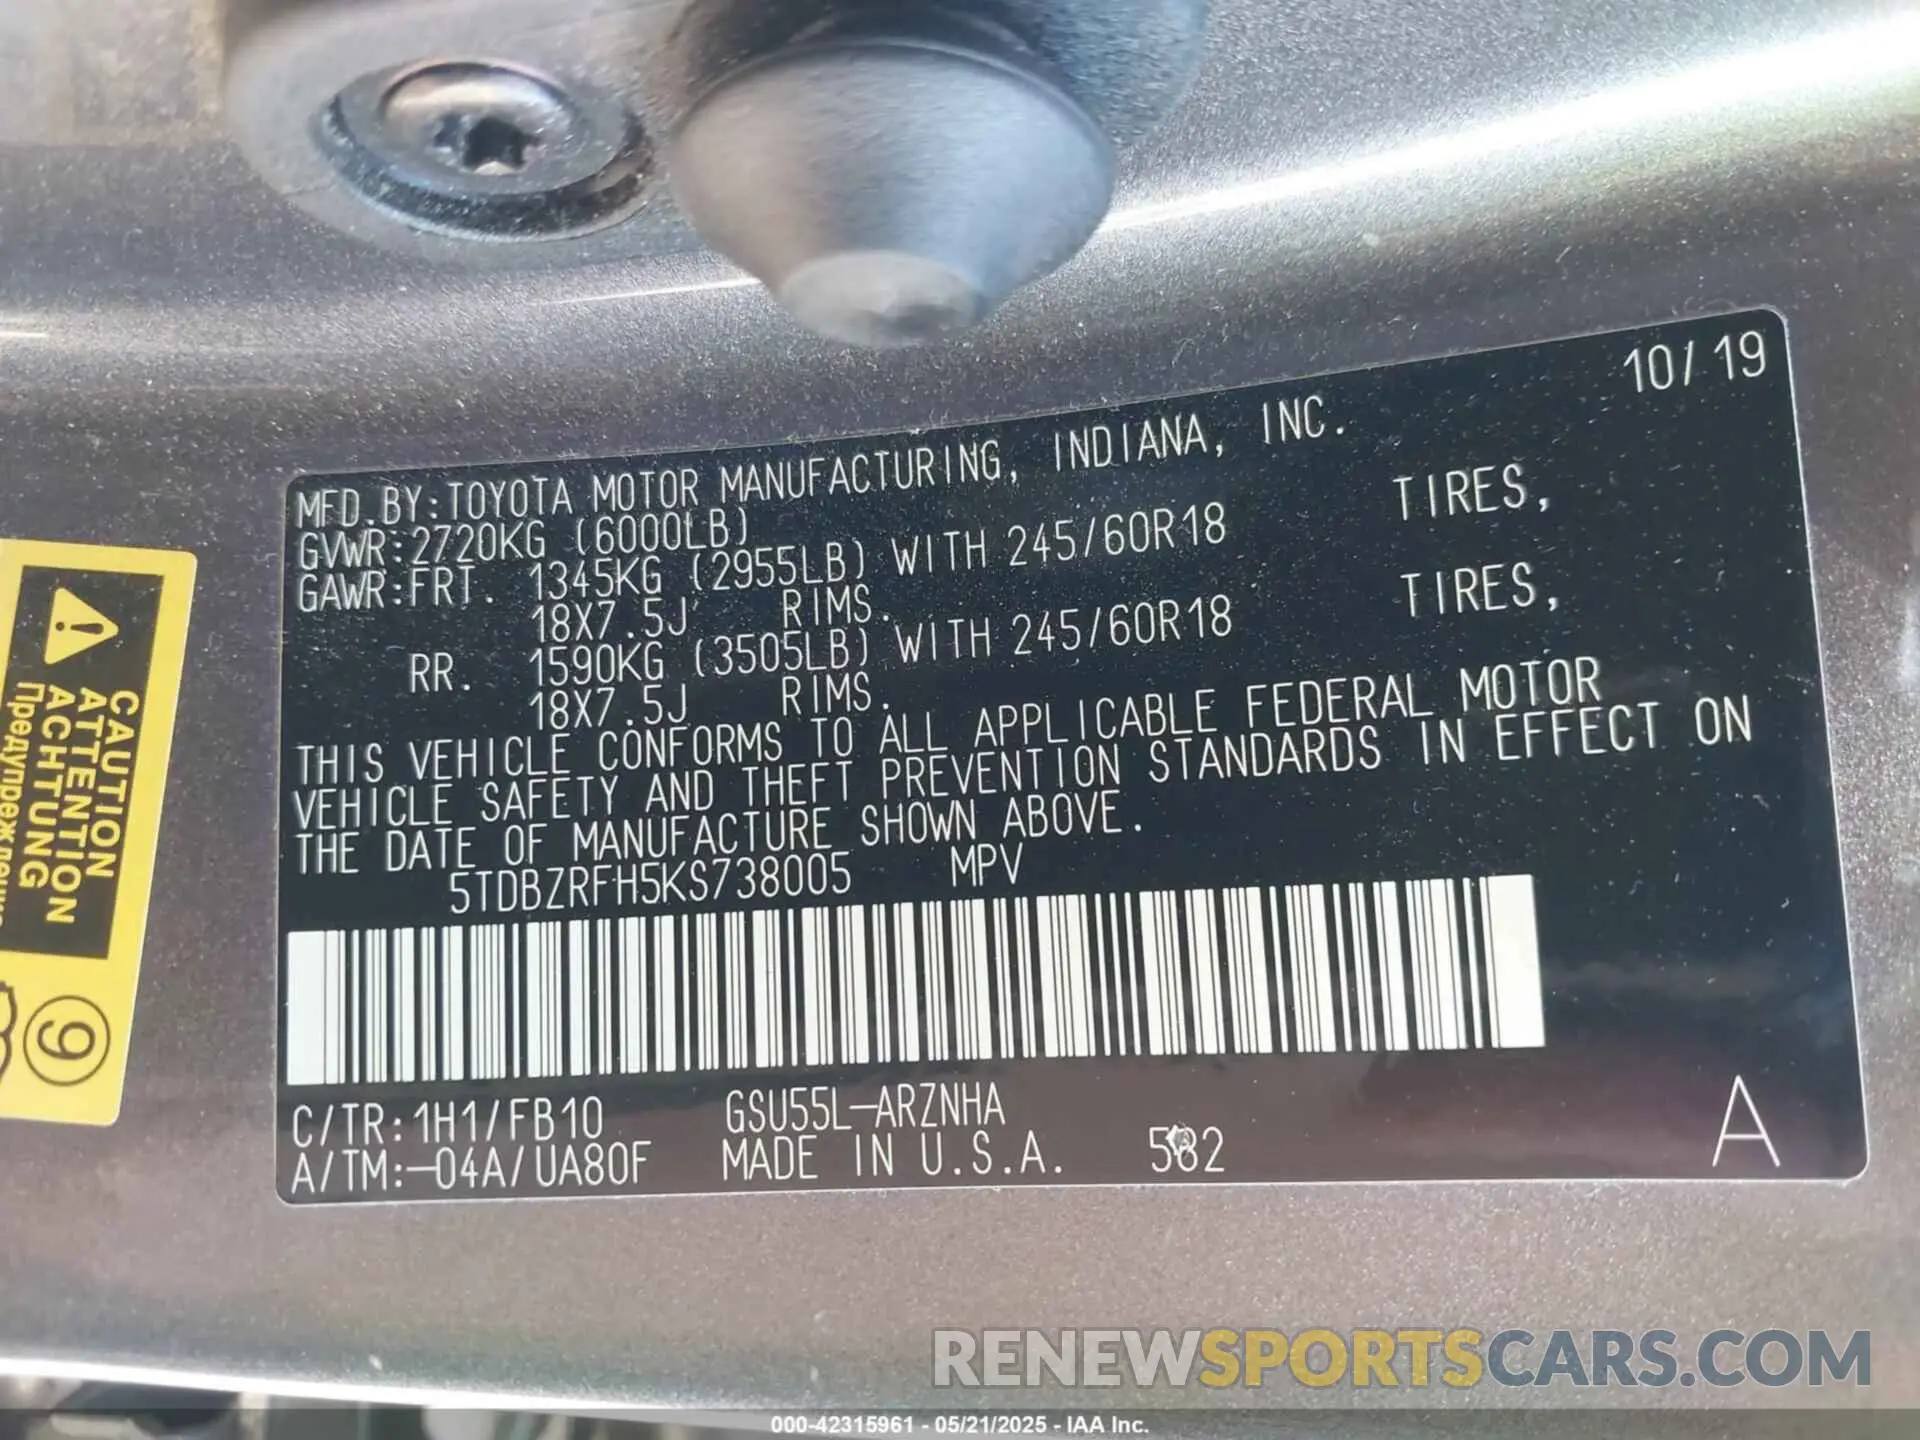 10/19
MFD.BY:TOYOTA MOTOR MANUFACTURING, INDIANA, INC.
GVWR:2720KG (6000LB)
GAWR:FRT. 1345KG (2955LB) WITH 245/60R18 TIRES,
18X7.5J RIMS.
RR. 1590KG (3505LB) WITH 245/60R18 TIRES,
18X7.5J RIMS.
THIS VEHICLE CONFORMS TO ALL APPLICABLE FEDERAL MOTOR
VEHICLE SAFETY AND THEFT PREVENTION STANDARDS IN EFFECT ON
THE DATE OF MANUFACTURE SHOWN ABOVE.
5TDBZRFH5KS738005 MPV
C/TR:1H1/FB10 GSU55L-ARZNHA
A/TM:-04A/UA80F MADE IN U.S.A. 582
A
CAUTION
ATTENTION
ACHTUNG
9
RENEWSPORTSCARS.COM
000-42315961 - 05/21/2025 - IAA Inc.